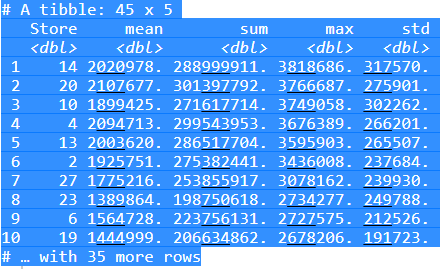 # A tibble: 45 x 5
Store mean sum max std
<dbl> <dbl> <dbl> <dbl> <dbl>
1 14 2020978. 288999911. 3818686. 317570.
2 20 2107677. 301397792. 3766687. 275901.
3 10 1899425. 271617714. 3749058. 302262.
4 4 2094713. 299543953. 3676389. 266201.
5 13 2003620. 286517704. 3595903. 265507.
6 2 1925751. 275382441. 3436008. 237684.
7 27 1775216. 253855917. 3078162. 239930.
8 23 1389864. 198750618. 2734277. 249788.
9 6 1564728. 223756131. 2727575. 212526.
10 19 1444999. 206634862. 2678206. 191723.
# … with 35 more rows